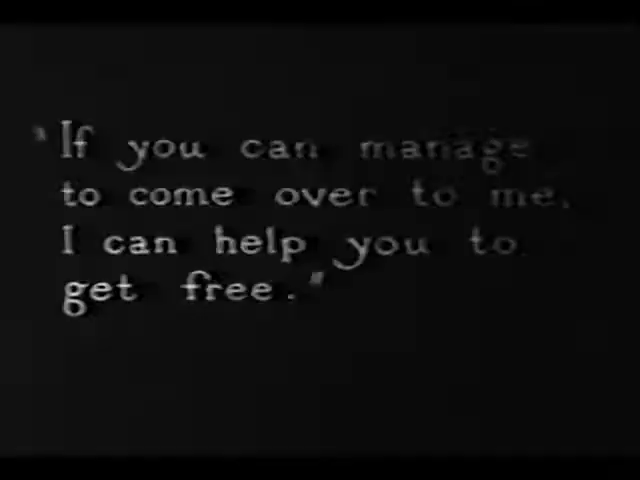 "If you can manage
to come over to me,
I can help you to
get free."